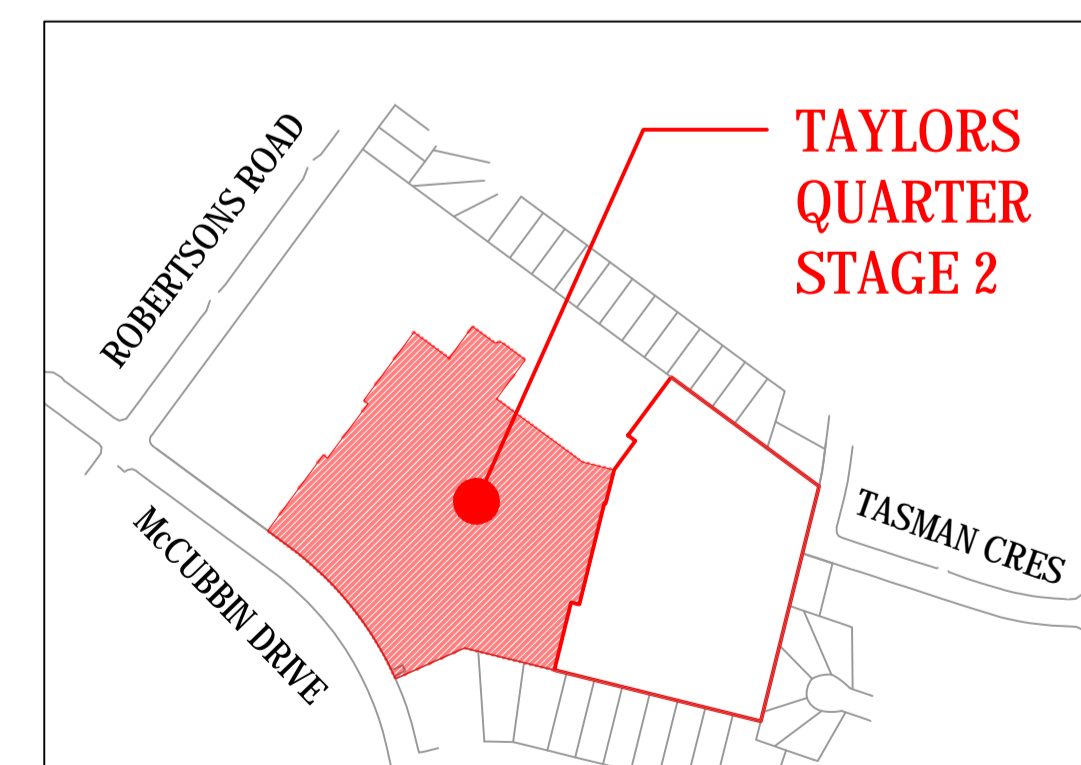 ROBERTSONS ROAD
TAYLORS
QUARTER
STAGE 2
TASMAN CRES
McCUBBIN DRIVE